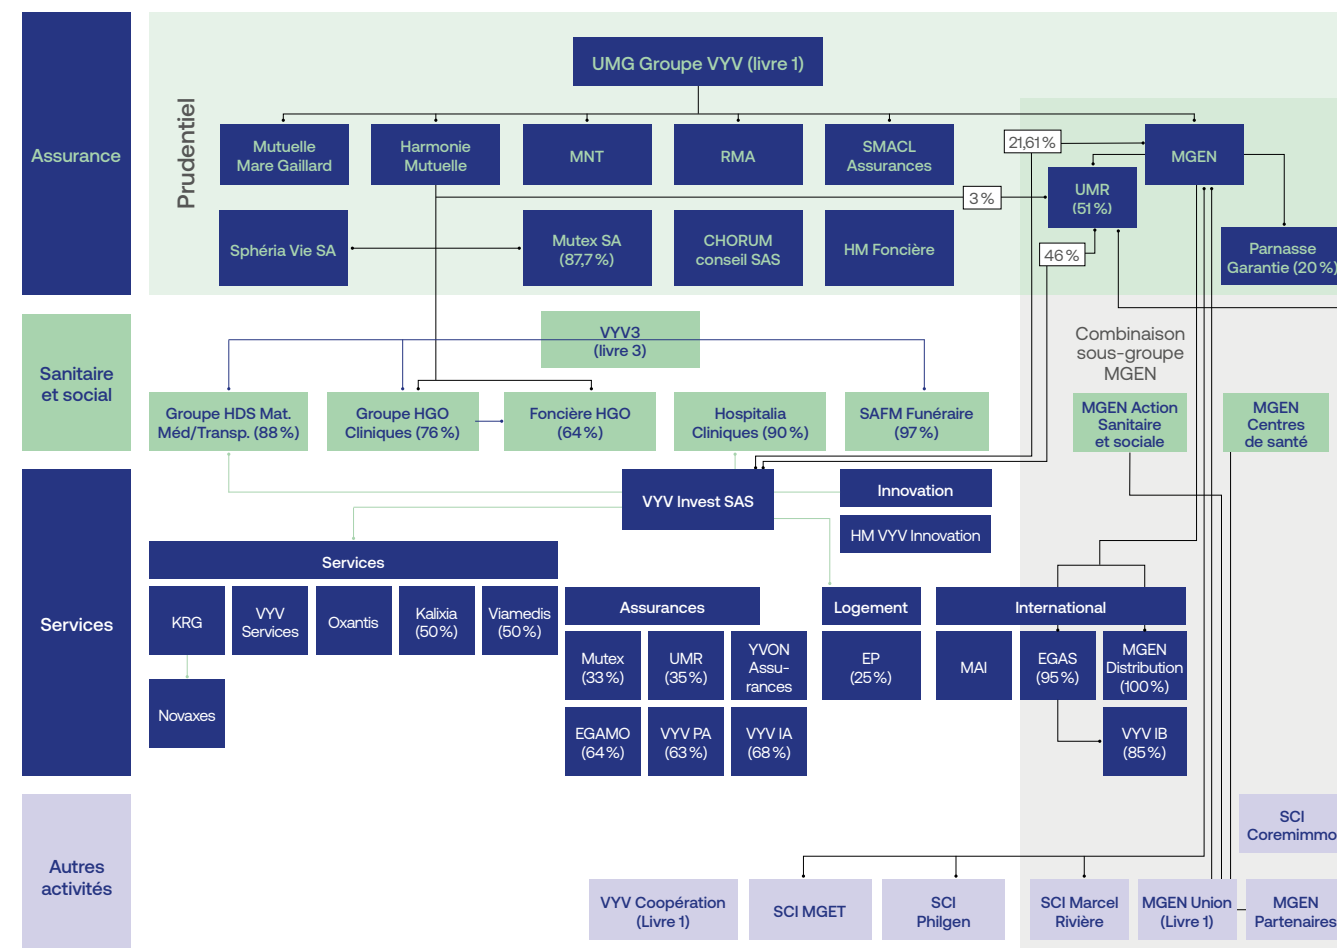 Assurance
Prudentiel
UMG Groupe VYV (livre 1)
Mutuelle
Mare Gaillard
Harmonie
Mutuelle
MNT
RMA
SMACL
Assurances
21,61 %
MGEN
UMR
(51 %)
3 %
46 %
Sphéria Vie SA
Mutex SA
(87,7 %)
CHORUM
conseil SAS
HM Foncière
Parnasse
Garantie (20 %)
Sanitaire
et social
VYV3
(livre 3)
Combinaison
sous-groupe
MGEN
Groupe HDS Mat.
Méd/Transp. (88 %)
Groupe HGO
Cliniques (76 %)
Foncière HGO
(64 %)
Hospitalia
Cliniques (90 %)
SAFM Funéraire
(97 %)
MGEN Action
Sanitaire
et sociale
MGEN
Centres
de santé
Services
VYV Invest SAS
Innovation
HM VYV Innovation
Services
KRG
VYV
Services
Oxantis
Kalixia
(50 %)
Viamedis
(50 %)
Novaxes
Assurances
Mutex
(33 %)
UMR
(35 %)
YVON
Assu-
rances
EGAMO
(64 %)
VYV PA
(63 %)
VYV IA
(68 %)
Logement
EP
(25 %)
International
MAI
EGAS
(95 %)
MGEN
Distribution
(100 %)
VYV IB
(85 %)
Autres
activités
SCI
Coremimmo
VYV Coopération
(Livre 1)
SCI MGET
SCI
Philgen
SCI Marcel
Rivière
MGEN Union
(Livre 1)
MGEN
Partenaires